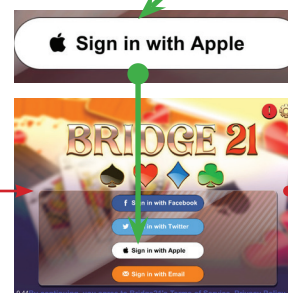 Sign in with Apple
BRIDGE 21
Sign in with Facebook
Sign in with Twitter
Sign in with Apple
Sign in with Email